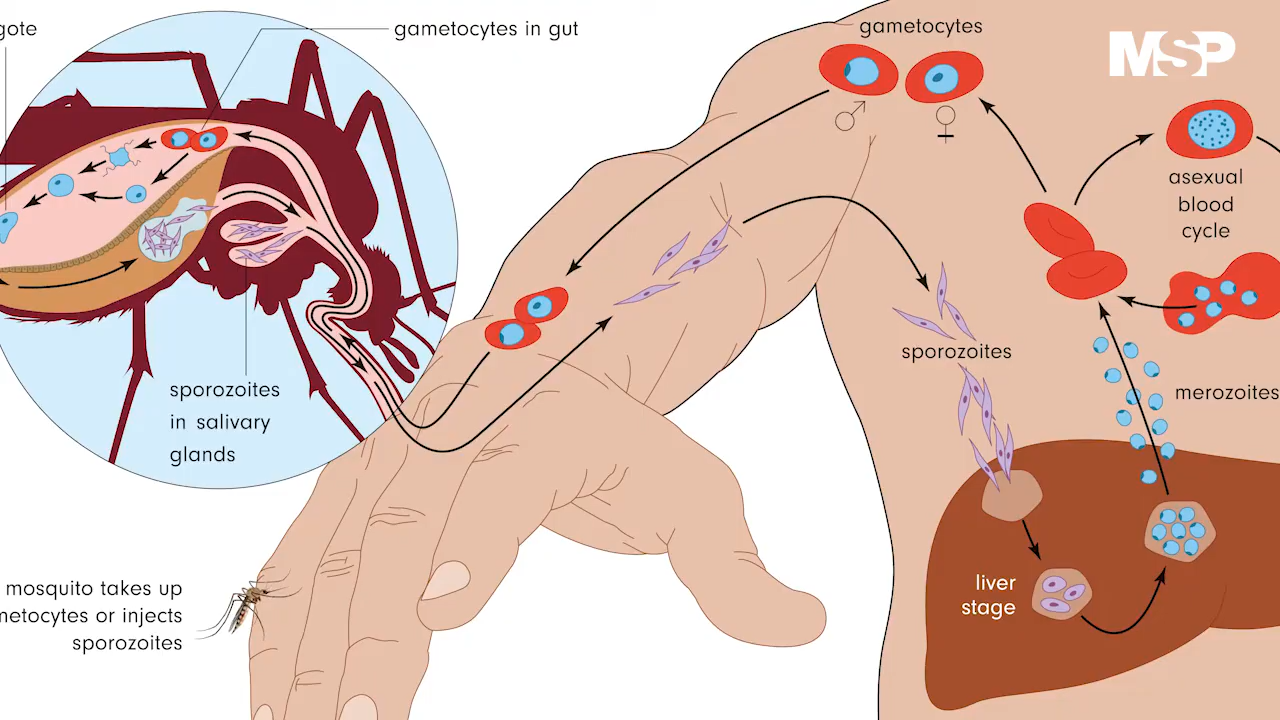 gote
gametocytes in gut
gametocytes
MSP
♂
♀
asexual
blood
cycle
sporozoites
merozoites
sporozoites
in salivary
glands
liver
stage
mosquito takes up
metocytes or injects
sporozoites